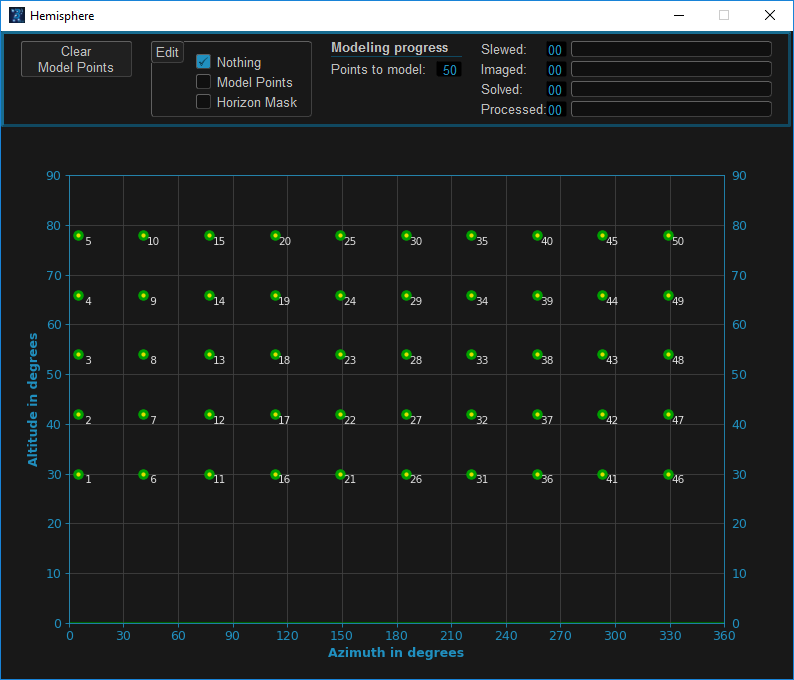 Hemisphere
Clear
Model Points
Edit
Nothing
Model Points
Horizon Mask
Modeling progress
Points to model: 50
Slewed: 00
Imaged: 00
Solved: 00
Processed: 00
90 90
80 80
5 10 15 20 25 30 35 40 45 50
70 70
4 9 14 19 24 29 34 39 44 49
60 60
3 8 13 18 23 28 33 38 43 48
50 50
2 7 12 17 22 27 32 37 42 47
40 40
30 30
1 6 11 16 21 26 31 36 41 46
20 20
10 10
0 0
0 30 60 90 120 150 180 210 240 270 300 330 360
Altitude in degrees
Azimuth in degrees